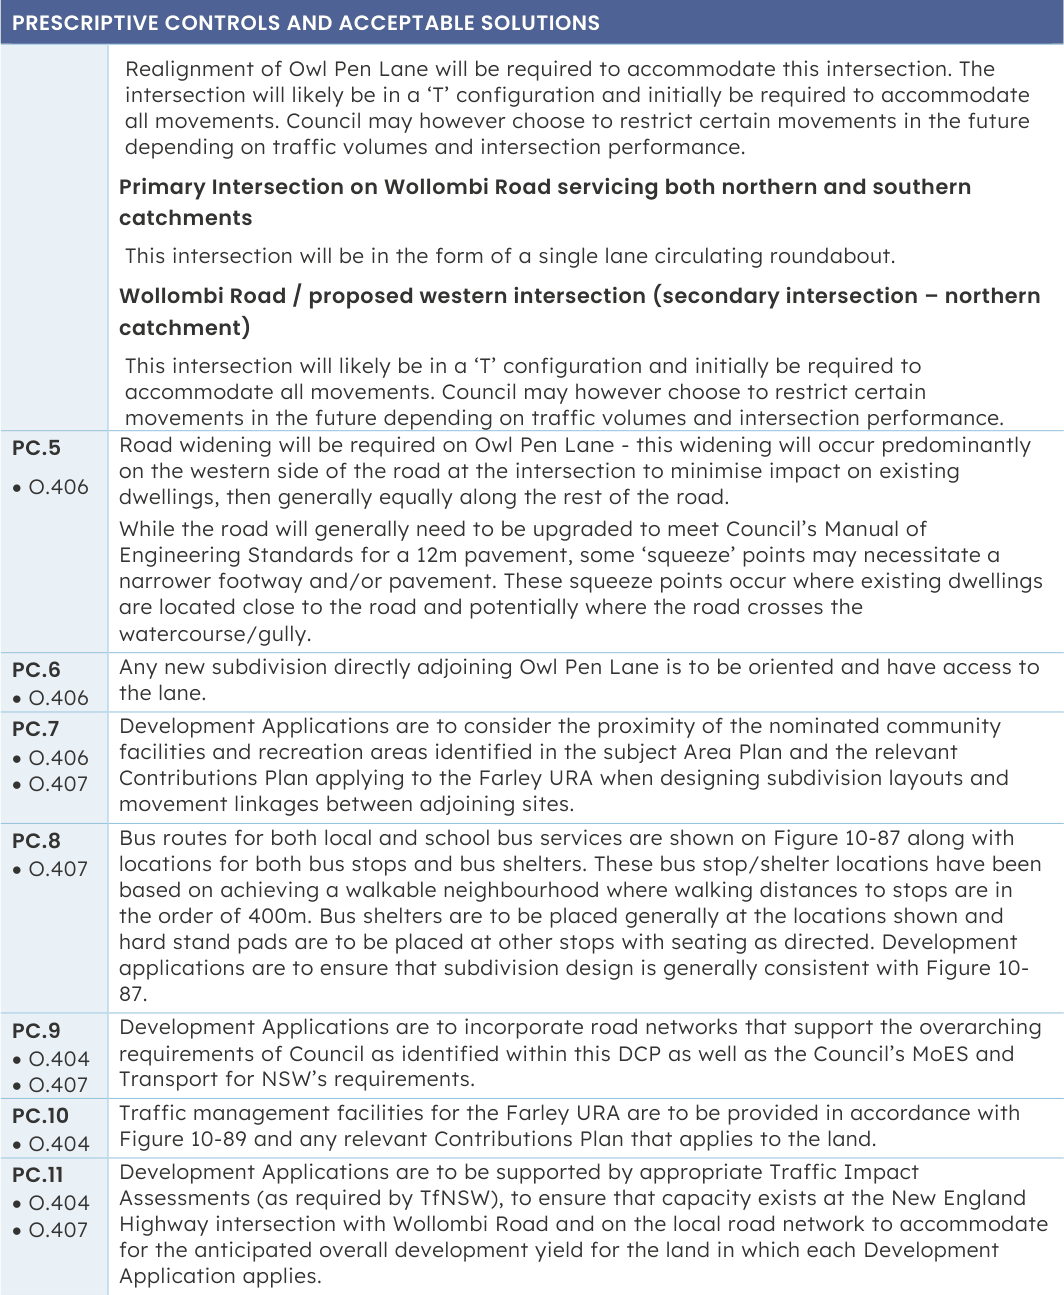 PRESCRIPTIVE CONTROLS AND ACCEPTABLE SOLUTIONS
Realignment of Owl Pen Lane will be required to accommodate this intersection. The
intersection will likely be in a ‘T’ configuration and initially be required to accommodate
all movements. Council may however choose to restrict certain movements in the future
depending on traffic volumes and intersection performance.
Primary Intersection on Wollombi Road servicing both northern and southern
catchments
This intersection will be in the form of a single lane circulating roundabout.
Wollombi Road / proposed western intersection (secondary intersection – northern
catchment)
This intersection will likely be in a ‘T’ configuration and initially be required to
accommodate all movements. Council may however choose to restrict certain
movements in the future depending on traffic volumes and intersection performance.
PC.5
• O.406
Road widening will be required on Owl Pen Lane - this widening will occur predominantly
on the western side of the road at the intersection to minimise impact on existing
dwellings, then generally equally along the rest of the road.
While the road will generally need to be upgraded to meet Council’s Manual of
Engineering Standards for a 12m pavement, some ‘squeeze’ points may necessitate a
narrower footway and/or pavement. These squeeze points occur where existing dwellings
are located close to the road and potentially where the road crosses the
watercourse/gully.
PC.6
• O.406
Any new subdivision directly adjoining Owl Pen Lane is to be oriented and have access to
the lane.
PC.7
• O.406
• O.407
Development Applications are to consider the proximity of the nominated community
facilities and recreation areas identified in the subject Area Plan and the relevant
Contributions Plan applying to the Farley URA when designing subdivision layouts and
movement linkages between adjoining sites.
PC.8
• O.407
Bus routes for both local and school bus services are shown on Figure 10-87 along with
locations for both bus stops and bus shelters. These bus stop/shelter locations have been
based on achieving a walkable neighbourhood where walking distances to stops are in
the order of 400m. Bus shelters are to be placed generally at the locations shown and
hard stand pads are to be placed at other stops with seating as directed. Development
applications are to ensure that subdivision design is generally consistent with Figure 10-
87.
PC.9
• O.404
• O.407
Development Applications are to incorporate road networks that support the overarching
requirements of Council as identified within this DCP as well as the Council’s MoES and
Transport for NSW’s requirements.
PC.10
• O.404
Traffic management facilities for the Farley URA are to be provided in accordance with
Figure 10-89 and any relevant Contributions Plan that applies to the land.
PC.11
• O.404
• O.407
Development Applications are to be supported by appropriate Traffic Impact
Assessments (as required by TfNSW), to ensure that capacity exists at the New England
Highway intersection with Wollombi Road and on the local road network to accommodate
for the anticipated overall development yield for the land in which each Development
Application applies.